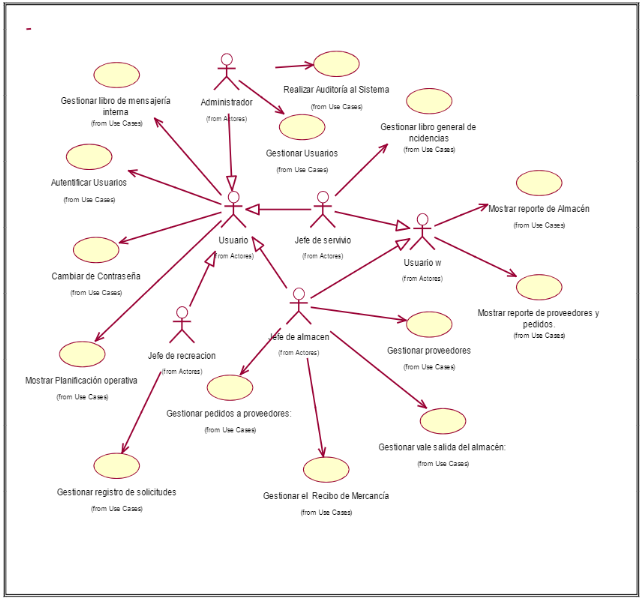 Realizar Auditoría al Sistema
(from Use Cases)
Gestionar libro de mensajería
interna
(from Use Cases)
Administrador
(from Actores)
Gestionar libro general de
ncidencias
(from Use Cases)
Gestionar Usuarios
(from Use Cases)
Autentificar Usuarios
(from Use Cases)
Mostrar reporte de Almacén
(from Use Cases)
Usuario
(from Actores)
Jefe de servivio
(from Actores)
Usuario w
(from Actores)
Cambiar de Contraseña
(from Use Cases)
Mostrar reporte de proveedores y
pedidos.
(from Use Cases)
Jefe de almacen
(from Actores)
Jefe de recreacion
(from Actores)
Gestionar proveedores
(from Use Cases)
Mostrar Planificación operativa
(from Use Cases)
Gestionar pedidos a proveedores:
(from Use Cases)
Gestionar vale salida del almacén:
(from Use Cases)
Gestionar registro de solicitudes
(from Use Cases)
Gestionar el Recibo de Mercancía
(from Use Cases)